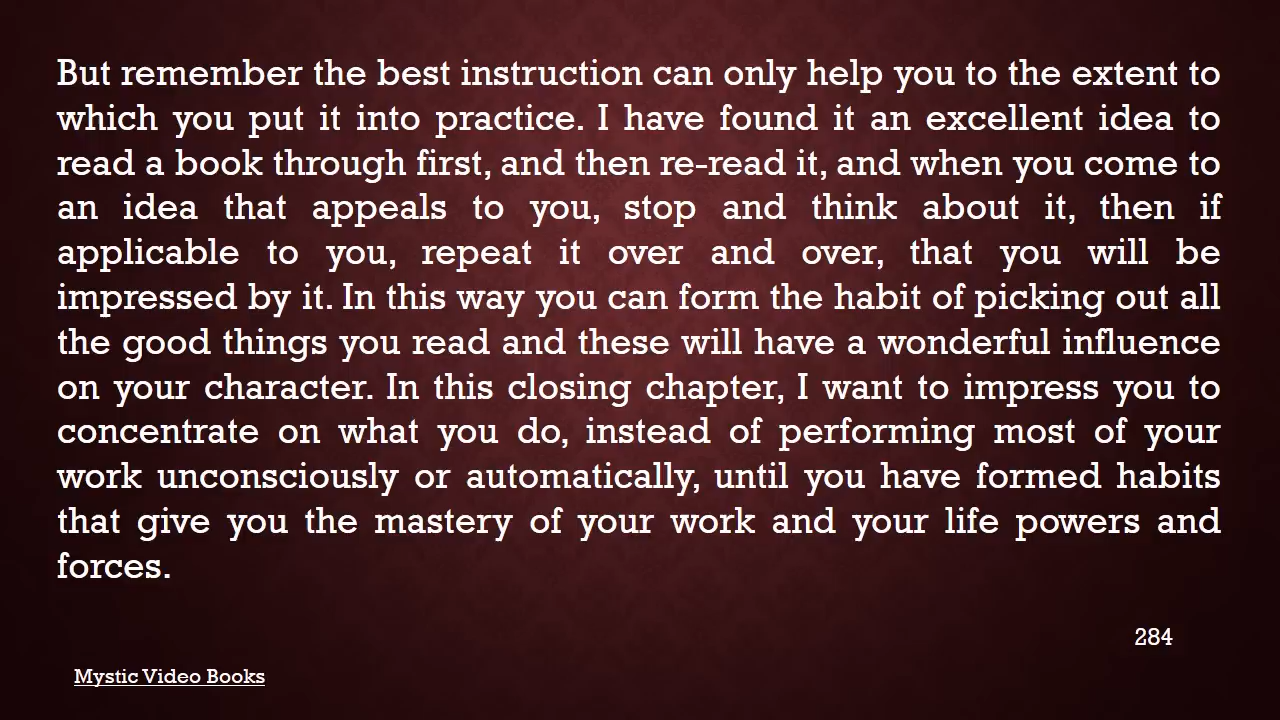 But remember the best instruction can only help you to the extent to
which you put it into practice. I have found it an excellent idea to
read a book through first, and then re-read it, and when you come to
an idea that appeals to you, stop and think about it, then if
applicable to you, repeat it over and over, that you will be
impressed by it. In this way you can form the habit of picking out all
the good things you read and these will have a wonderful influence
on your character. In this closing chapter, I want to impress you to
concentrate on what you do, instead of performing most of your
work unconsciously or automatically, until you have formed habits
that give you the mastery of your work and your life powers and
forces.
284
Mystic Video Books